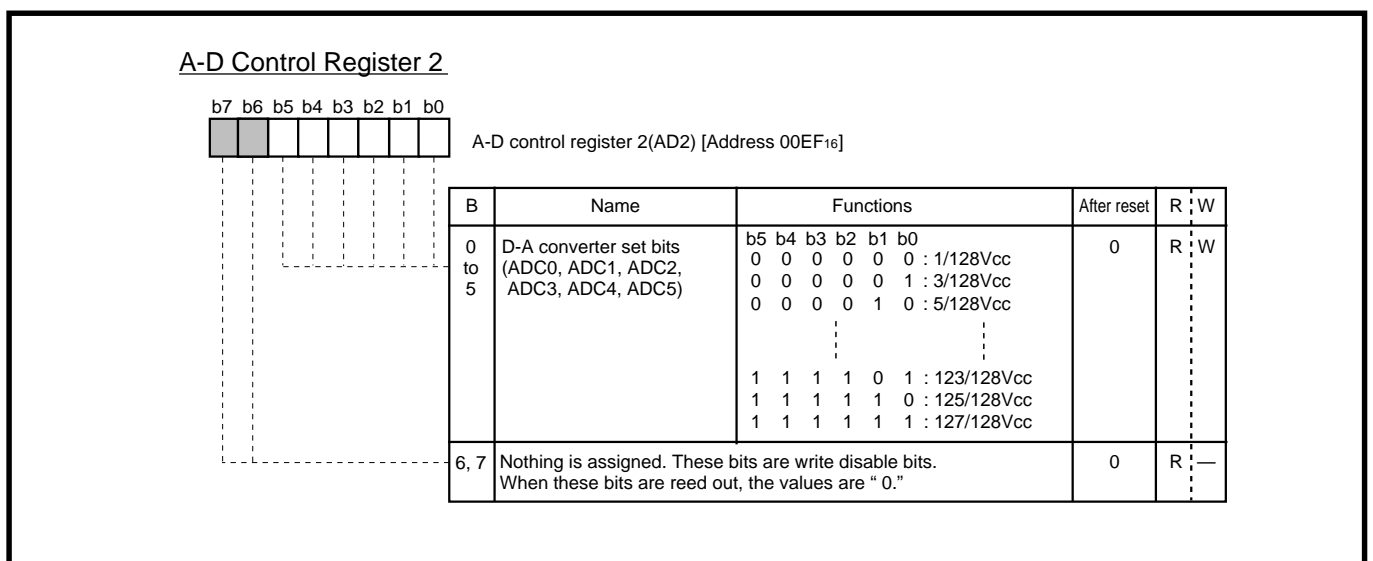 A-D Control Register 2
b7 b6 b5 b4 b3 b2 b1 b0
A-D control register 2(AD2) [Address 00EF16]
B Name Functions After reset R W
0 to 5 D-A converter set bits
(ADC0, ADC1, ADC2,
ADC3, ADC4, ADC5)
b5 b4 b3 b2 b1 b0
0 0 0 0 0 0 : 1/128Vcc
0 0 0 0 0 1 : 3/128Vcc
0 0 0 0 1 0 : 5/128Vcc
1 1 1 1 0 1 : 123/128Vcc
1 1 1 1 1 0 : 125/128Vcc
1 1 1 1 1 1 : 127/128Vcc
0 R W
6, 7 Nothing is assigned. These bits are write disable bits.
When these bits are reed out, the values are “ 0.”
0 R —